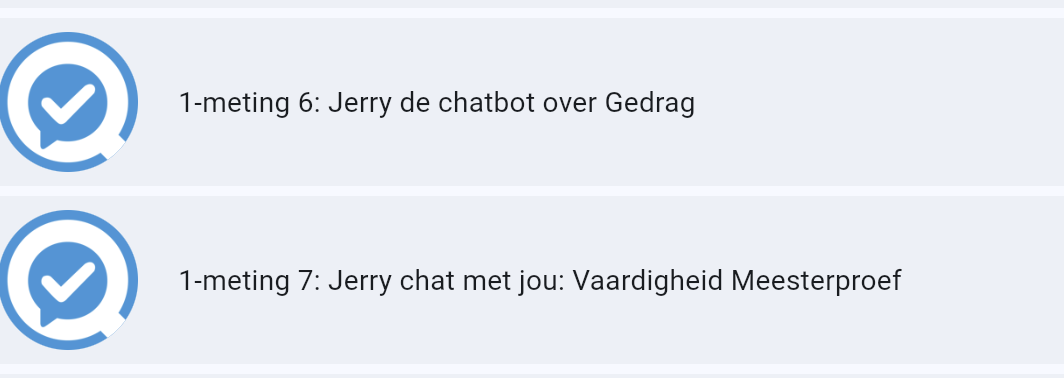 1-meting 6: Jerry de chatbot over Gedrag
1-meting 7: Jerry chat met jou: Vaardigheid Meesterproef